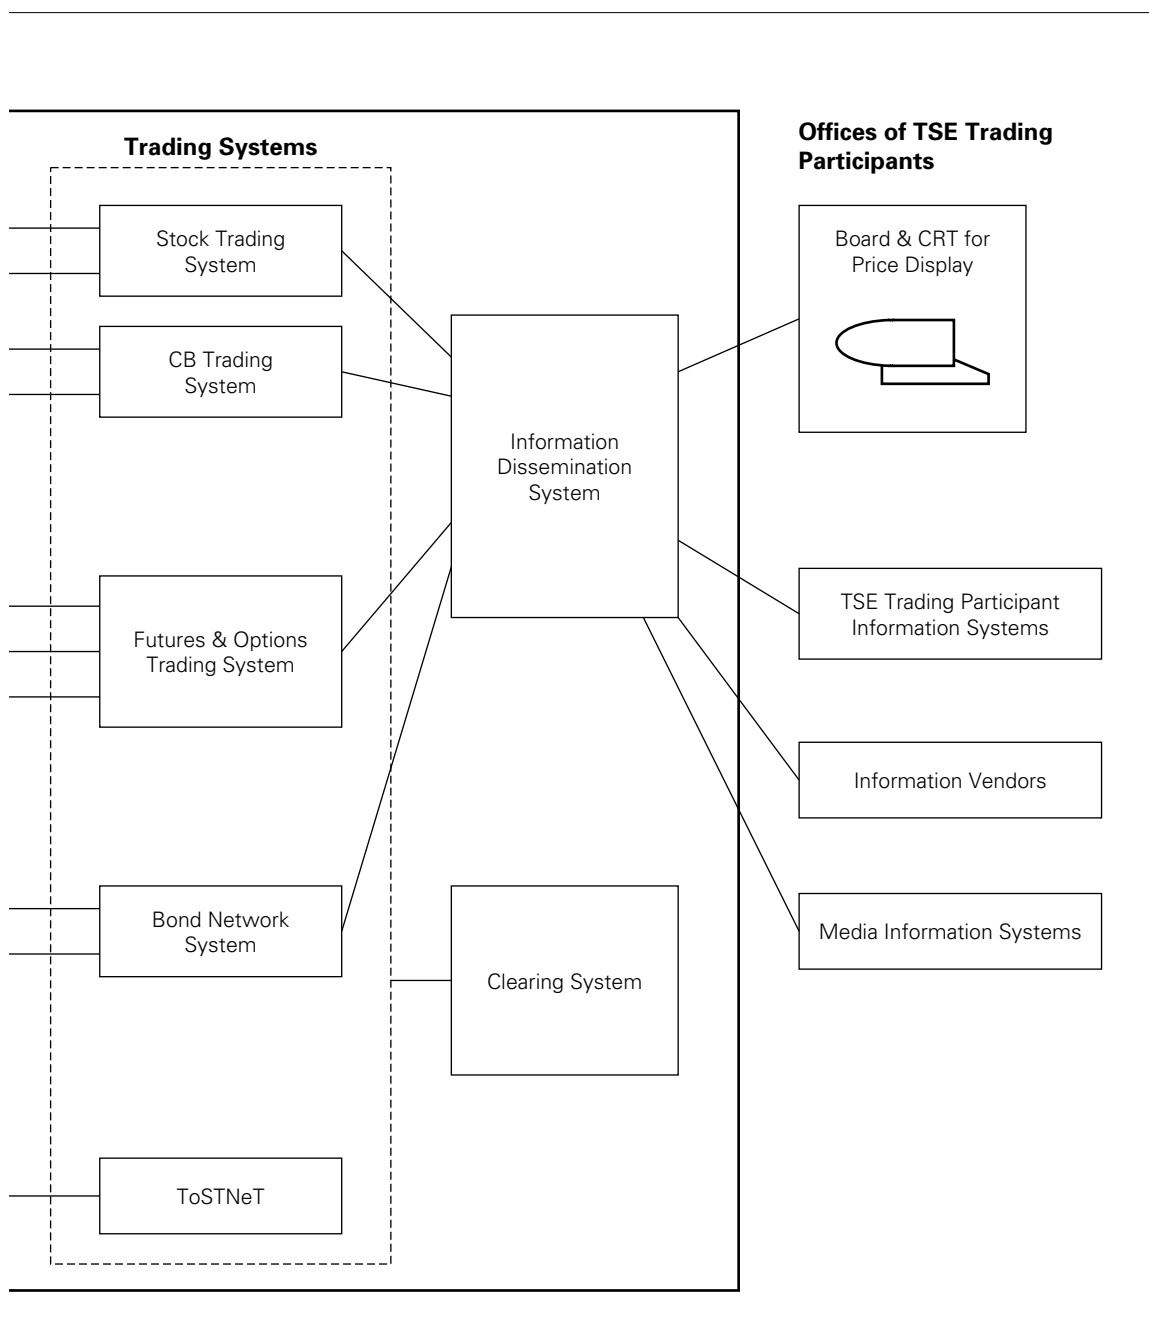 Trading Systems
Stock Trading
System
CB Trading
System
Futures & Options
Trading System
Bond Network
System
ToSTNeT
Information
Dissemination
System
Clearing System
Offices of TSE Trading
Participants
Board & CRT for
Price Display
TSE Trading Participant
Information Systems
Information Vendors
Media Information Systems